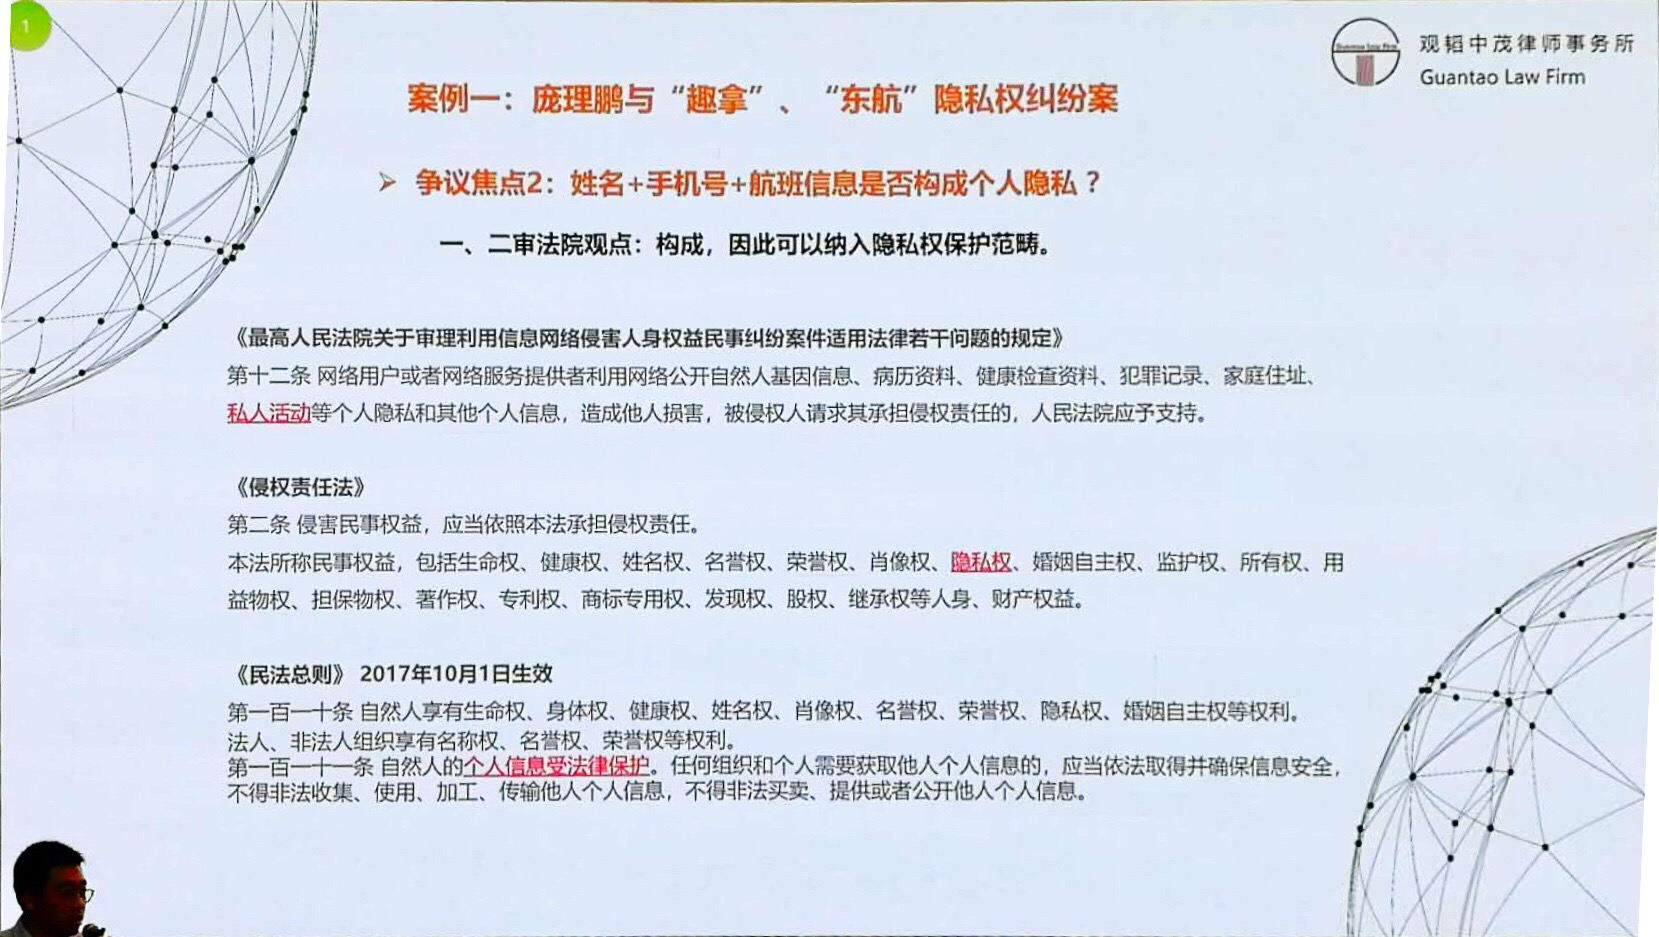 1
观韬中茂律师事务所
Guantao Law Firm
Guantao Law Firm
案例一：庞理鹏与“趣拿”、“东航”隐私权纠纷案
➢ 争议焦点2：姓名+手机号+航班信息是否构成个人隐私？
一、二审法院观点：构成，因此可以纳入隐私权保护范畴。
《最高人民法院关于审理利用信息网络侵害人身权益民事纠纷案件适用法律若干问题的规定》
第十二条 网络用户或者网络服务提供者利用网络公开自然人基因信息、病历资料、健康检查资料、犯罪记录、家庭住址、
私人活动等个人隐私和其他个人信息，造成他人损害，被侵权人请求其承担侵权责任的，人民法院应予支持。
《侵权责任法》
第二条 侵害民事权益，应当依照本法承担侵权责任。
本法所称民事权益，包括生命权、健康权、姓名权、名誉权、荣誉权、肖像权、隐私权、婚姻自主权、监护权、所有权、用
益物权、担保物权、著作权、专利权、商标专用权、发现权、股权、继承权等人身、财产权益。
《民法总则》 2017年10月1日生效
第一百一十条 自然人享有生命权、身体权、健康权、姓名权、肖像权、名誉权、荣誉权、隐私权、婚姻自主权等权利。
法人、非法人组织享有名称权、名誉权、荣誉权等权利。
第一百一十一条 自然人的个人信息受法律保护。任何组织和个人需要获取他人个人信息的，应当依法取得并确保信息安全，
不得非法收集、使用、加工、传输他人个人信息，不得非法买卖、提供或者公开他人个人信息。